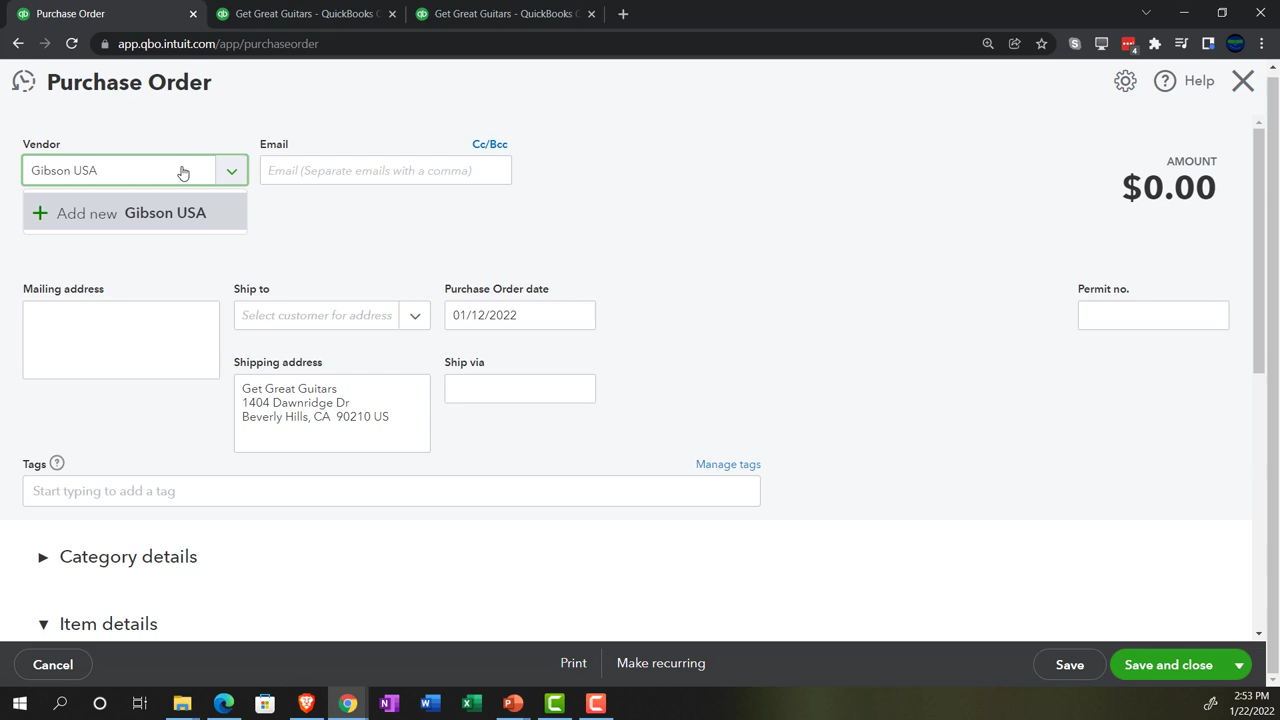 Purchase Order
Get Great Guitars - QuickBooks C
Get Great Guitars - QuickBooks C
app.qbo.intuit.com/app/purchaseorder
4
Purchase Order
Help
Vendor
Email
Cc/Bcc
Gibson USA
Email (Separate emails with a comma)
AMOUNT
$0.00
+ Add new Gibson USA
Mailing address
Ship to
Purchase Order date
Permit no.
Select customer for address
01/12/2022
Shipping address
Ship via
Get Great Guitars
1404 Dawnridge Dr
Beverly Hills, CA 90210 US
Tags ?
Manage tags
Start typing to add a tag
Category details
Item details
Cancel
Print
Make recurring
Save
Save and close
2:53 PM
1/22/2022